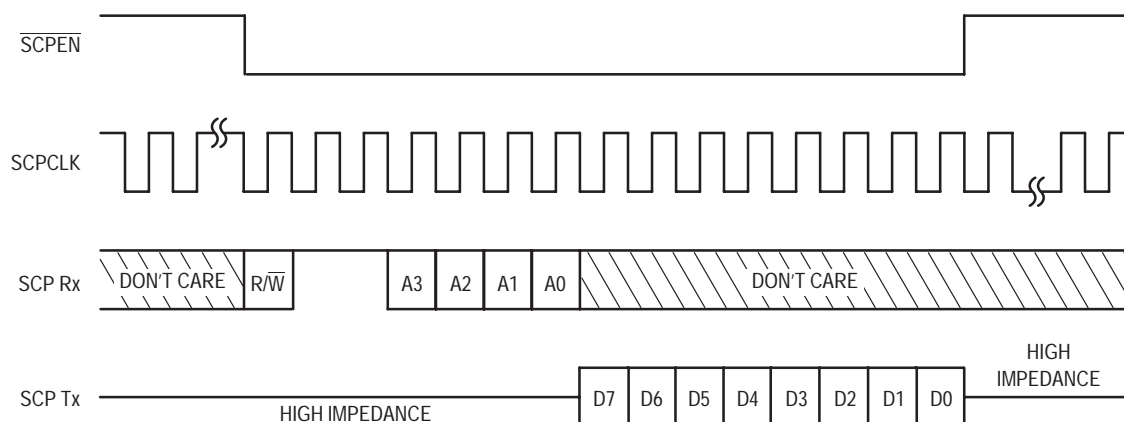 SCPEN
SCPCLK
SCP Rx
DON'T CARE
R/W
A3
A2
A1
A0
DON'T CARE
SCP Tx
HIGH IMPEDANCE
D7
D6
D5
D4
D3
D2
D1
D0
HIGH
IMPEDANCE